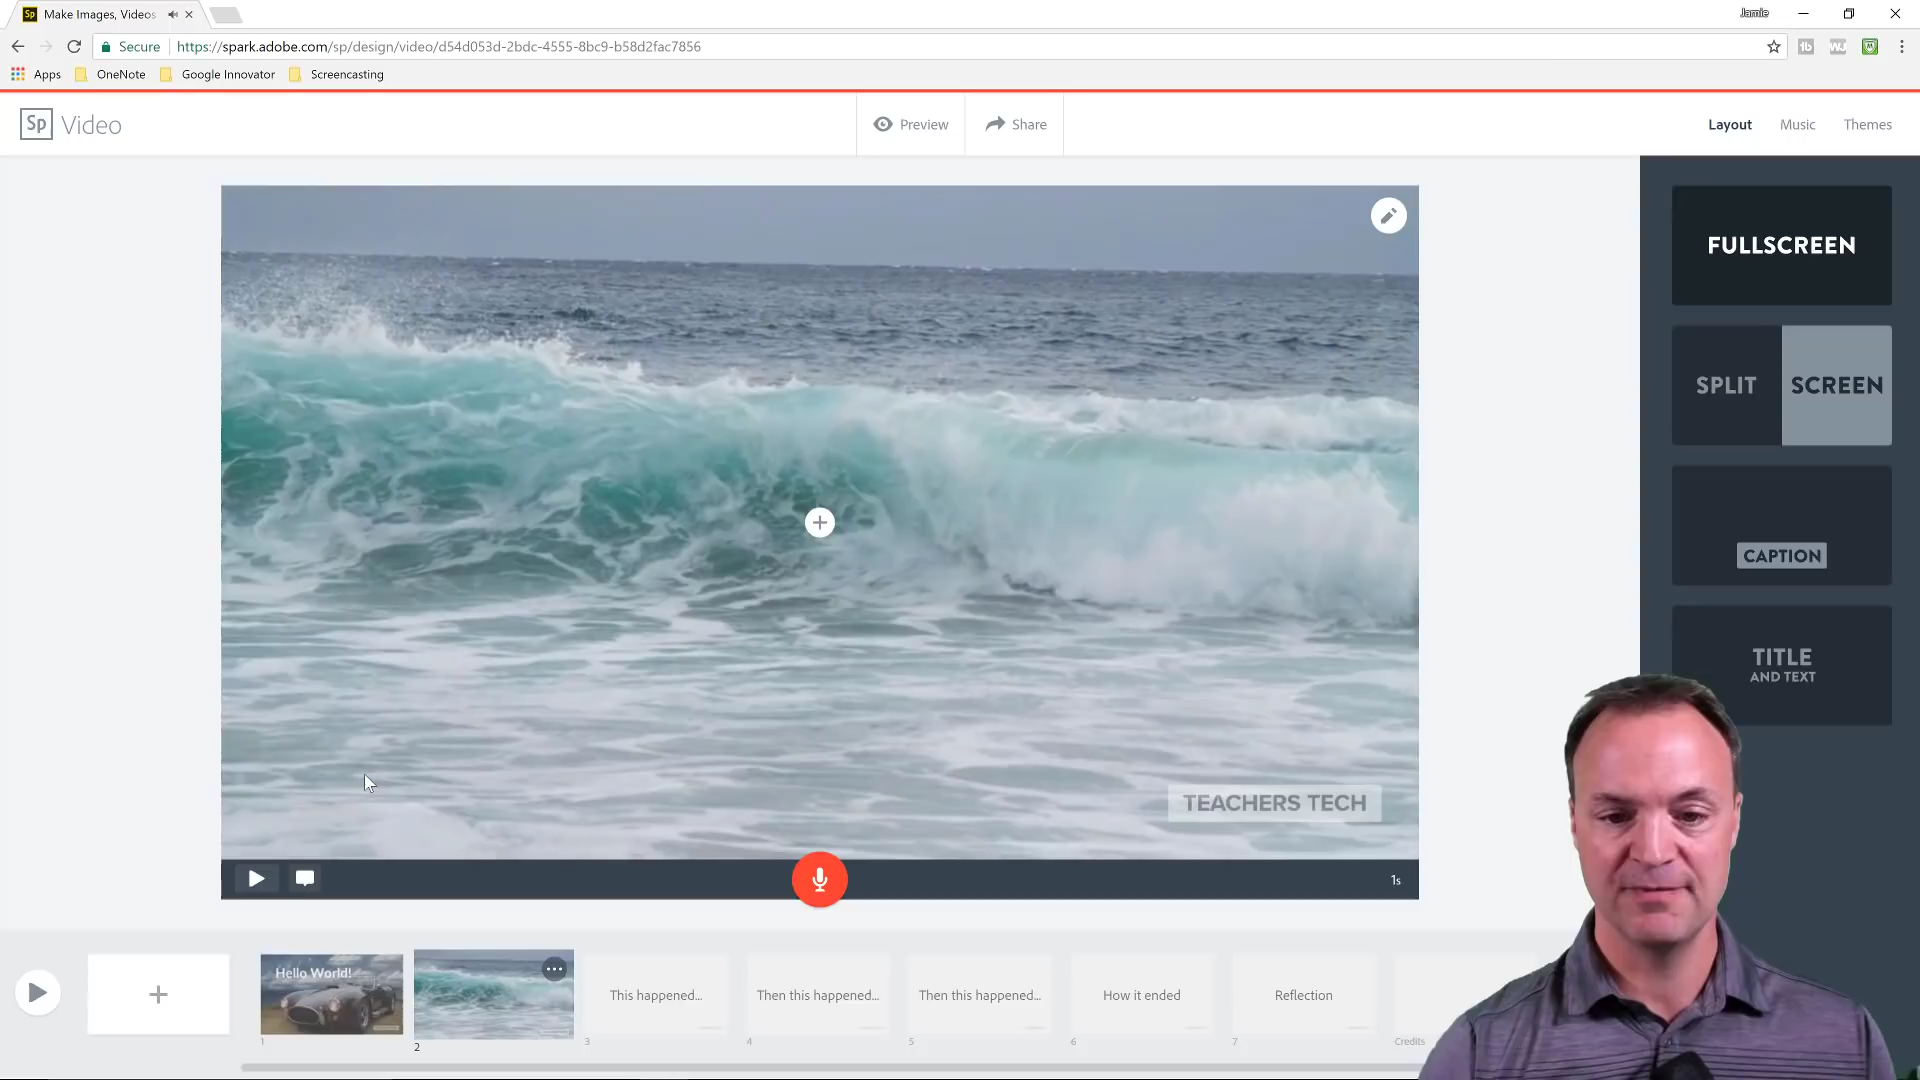 Sp Make Images, Videos
Jamie
Secure https://spark.adobe.com/sp/design/video/d54d053d-2bdc-4555-8bc9-b58d2fac7856
1b WJ
Apps OneNote Google Innovator Screencasting
Sp Video
Preview Share
Layout Music Themes
FULLSCREEN
SPLIT SCREEN
CAPTION
TITLE
AND TEXT
TEACHERS TECH
1s
Hello World!
This happened...
Then this happened...
Then this happened...
How it ended
Reflection
1
2
3
4
5
6
7
Credits